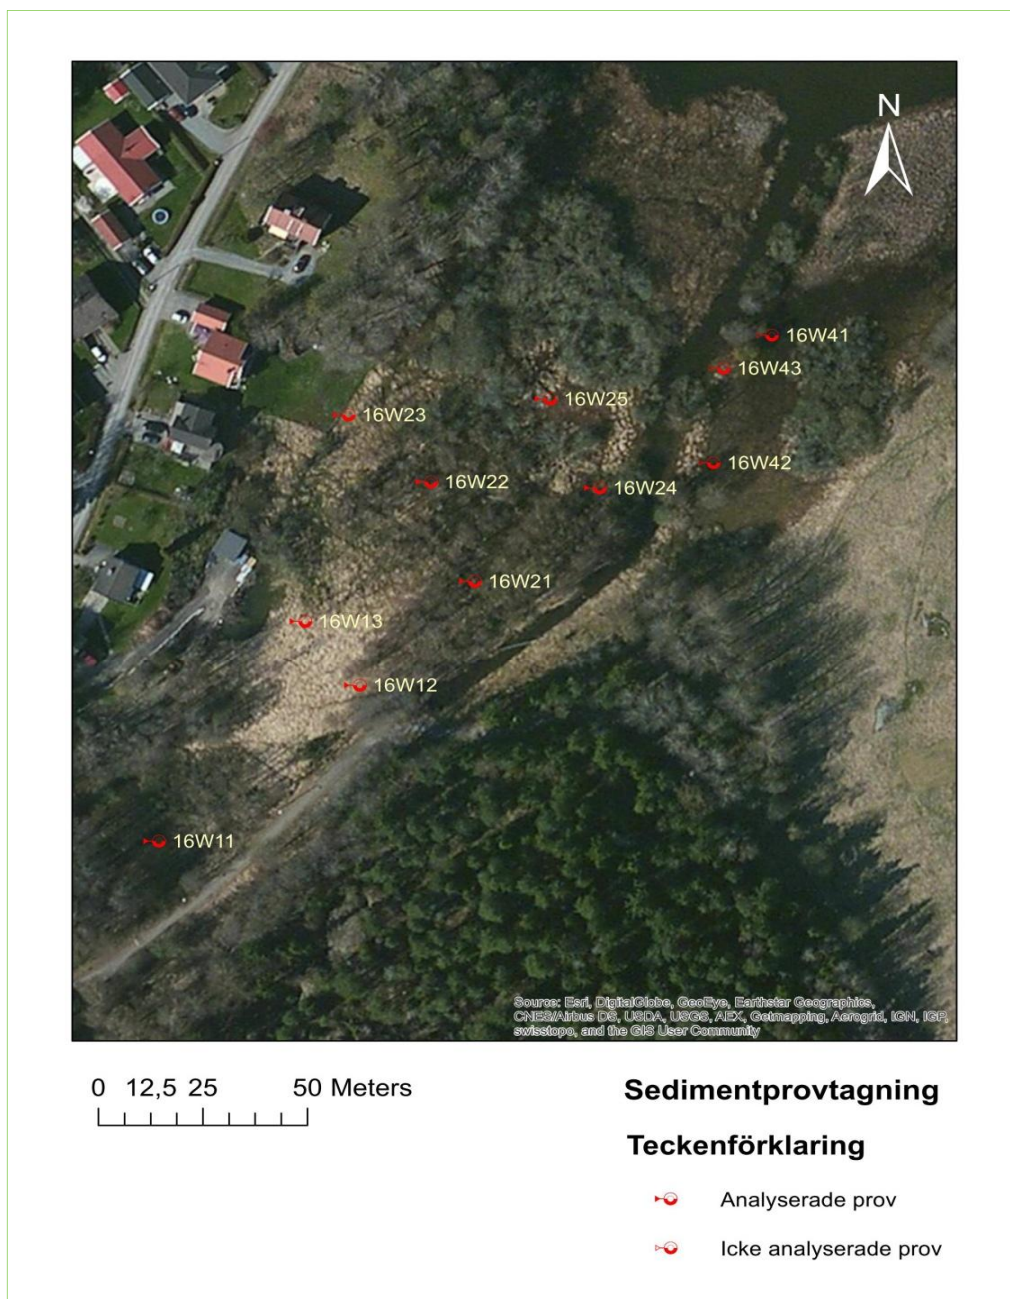 N
16W41
16W43
16W25
16W23
16W42
16W22
16W24
16W21
16W13
16W12
16W11
Source: Esri, DigitalGlobe, GeoEye, Earthstar Geographics,
CNES/Airbus DS, USDA, USGS, AEX, Getmapping, Aerogrid, IGN, IGP,
swisstopo, and the GIS User Community
0 12,5 25 50 Meters
Sedimentprovtagning
Teckenförklaring
Analyserade prov
Icke analyserade prov